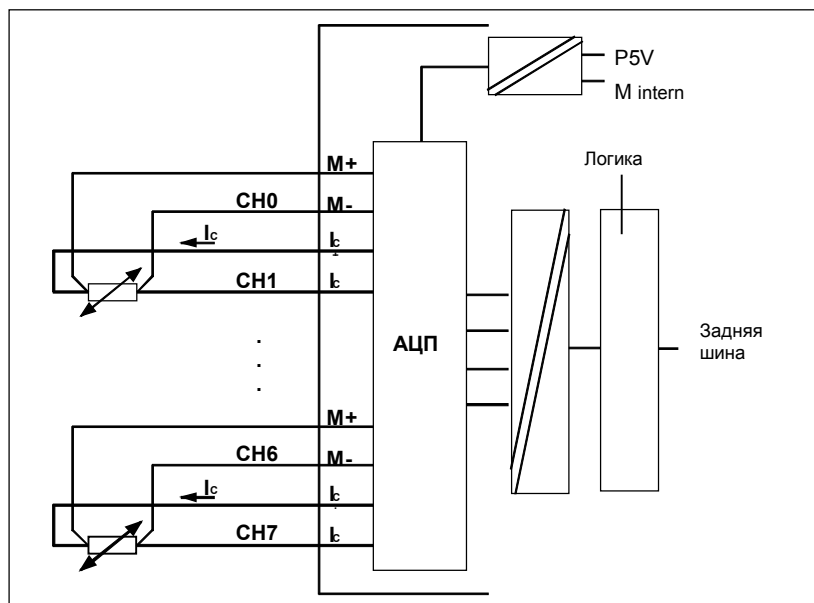 P5V
M intern
Логика
M+
CH0
M-
Ic
Ic
CH1
Ic
АЦП
Задняя
шина
M+
CH6
M-
Ic
Ic
CH7
Ic